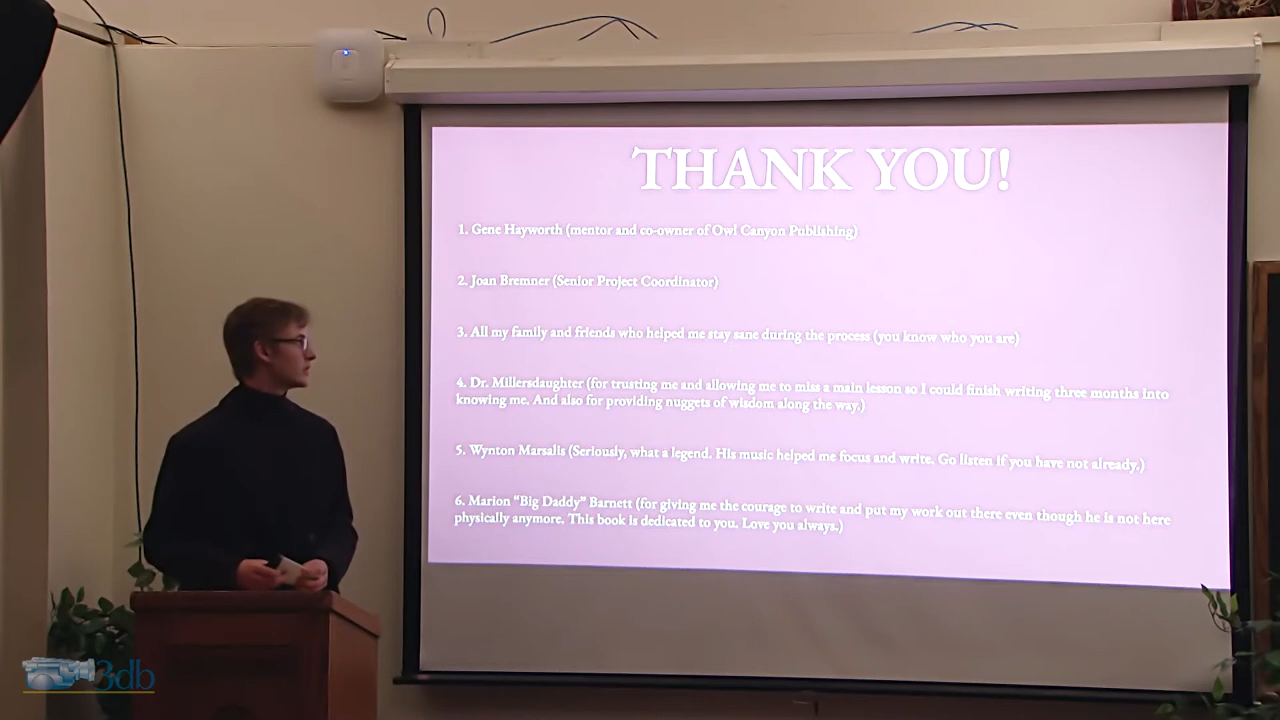 THANK YOU!
1. Gene Hayworth (mentor and co-owner of Owl Canyon Publishing)
2. Joan Bremner (Senior Project Coordinator)
3. All my family and friends who helped me stay sane during the process (you know who you are)
4. Dr. Millersdaughter (for trusting me and allowing me to miss a main lesson so I could finish writing three months into
knowing me. And also for providing nuggets of wisdom along the way.)
5. Wynton Marsalis (Seriously, what a legend. His music helped me focus and write. Go listen if you have not already.)
6. Marion “Big Daddy” Barnett (for giving me the courage to write and put my work out there even though he is not here
physically anymore. This book is dedicated to you. Love you always.)
3db